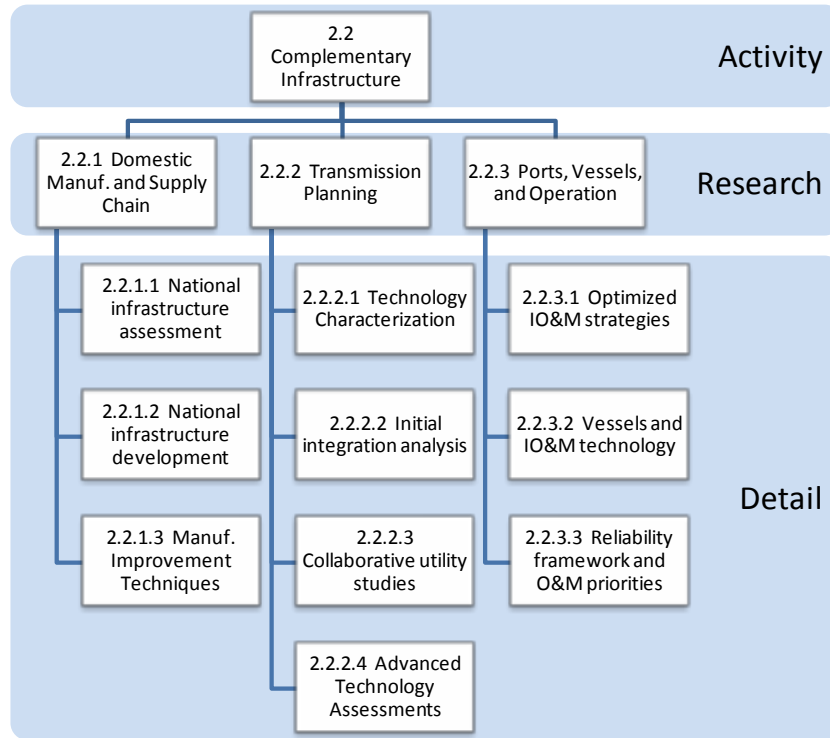 2.2
Complementary
Infrastructure
Activity
2.2.1 Domestic
Manuf. and Supply
Chain
2.2.2 Transmission
Planning
2.2.3 Ports, Vessels,
and Operation
Research
2.2.1.1 National
infrastructure
assessment
2.2.2.1 Technology
Characterization
2.2.3.1 Optimized
IO&M strategies
2.2.1.2 National
infrastructure
development
2.2.2.2 Initial
integration analysis
2.2.3.2 Vessels and
IO&M technology
Detail
2.2.1.3 Manuf.
Improvement
Techniques
2.2.2.3
Collaborative utility
studies
2.2.3.3 Reliability
framework and
O&M priorities
2.2.2.4 Advanced
Technology
Assessments